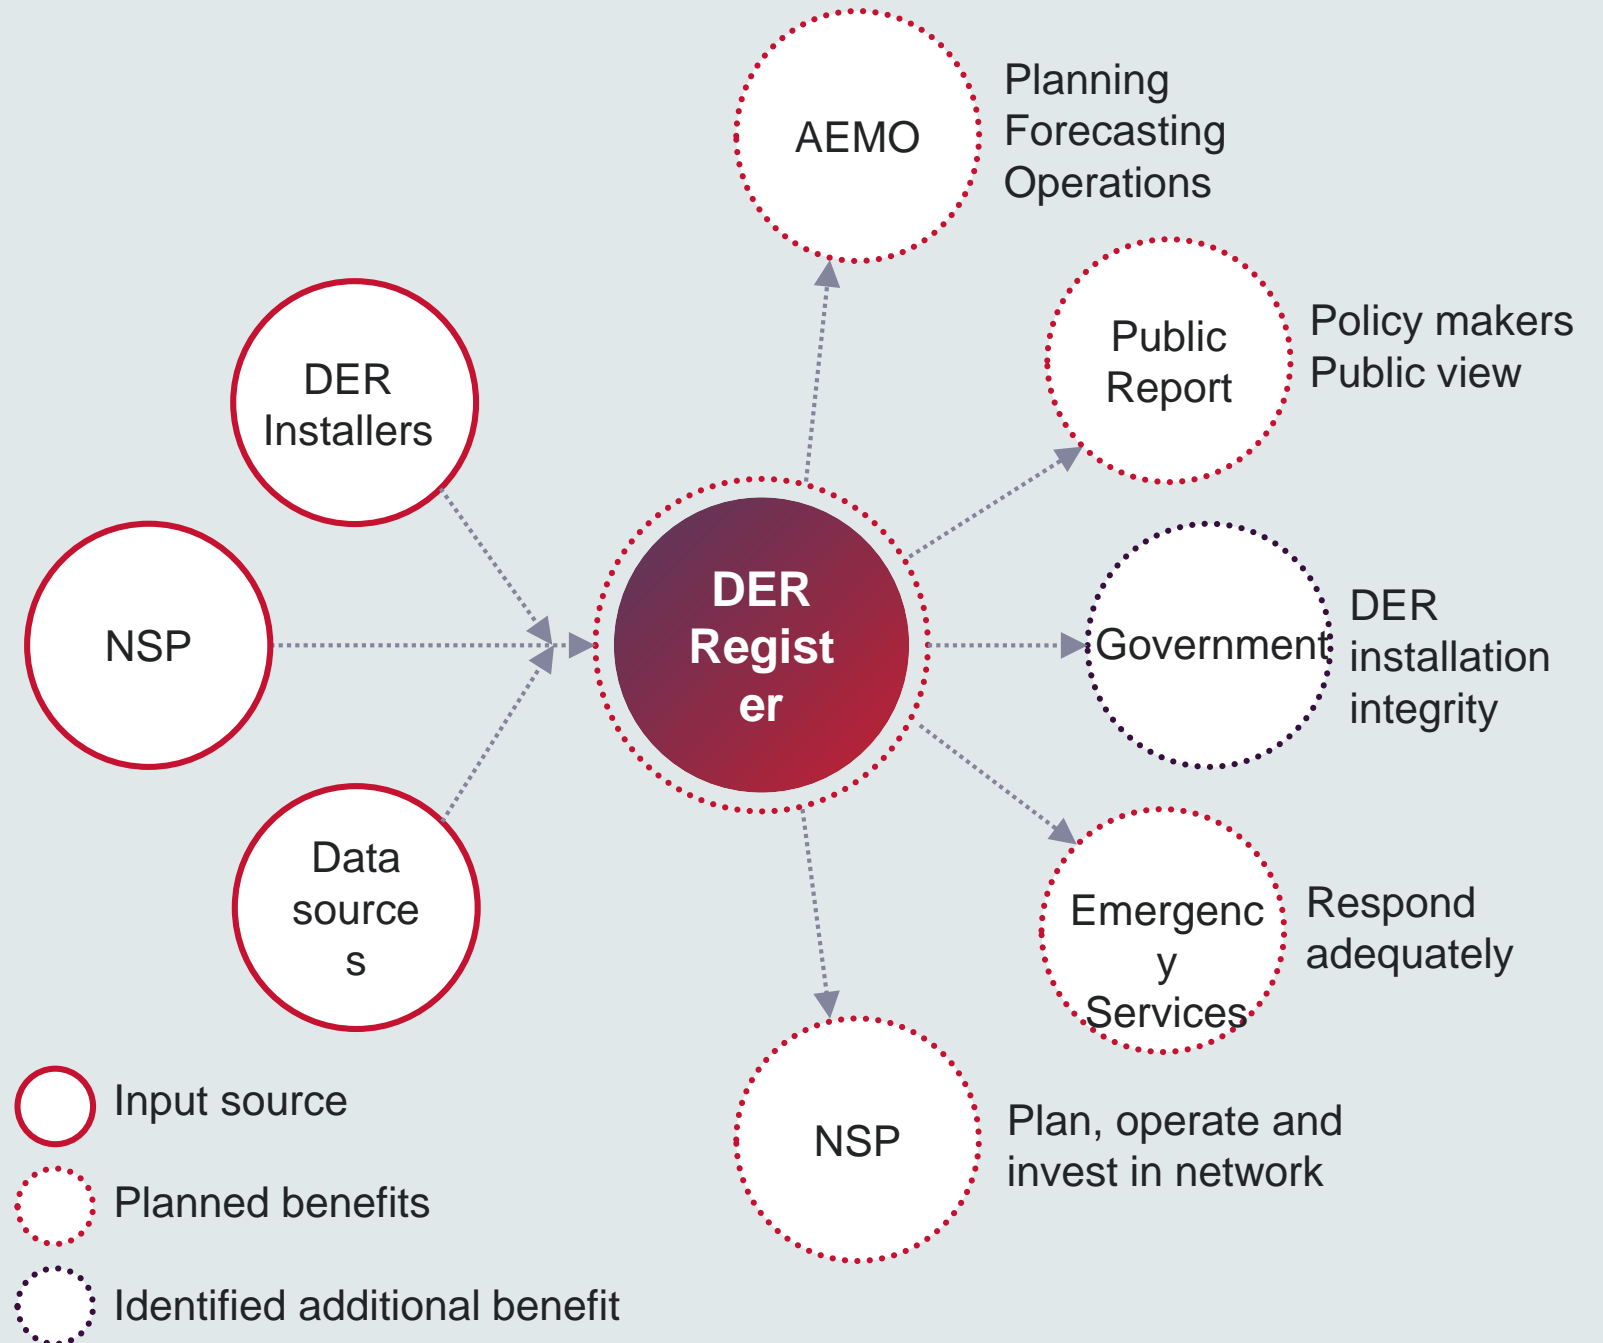 AEMO
Planning
Forecasting
Operations
Public
Report
Policy makers
Public view
DER
Installers
NSP
DER
Regist
er
Government
DER
installation
integrity
Data
source
s
Emergenc
y
Services
Respond
adequately
NSP
Plan, operate and
invest in network
Input source
Planned benefits
Identified additional benefit